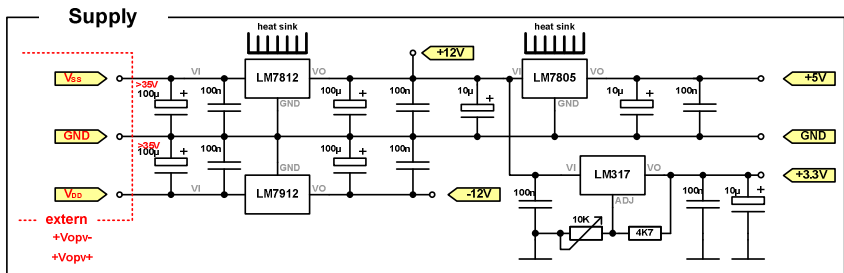 Supply
heat sink
heat sink
+12V
VI
LM7812
VO
VI
LM7805
VO
VSS
+5V
>35V
100µ
100n
100µ
100n
10µ
10µ
100n
GND
GND
GND
GND
>35V
100µ
100n
100µ
100n
GND
VI
LM317
VO
+3.3V
VDD
VI
LM7912
VO
-12V
100n
ADJ
100n
10µ
extern
10K
4K7
+Vopv-
+Vopv+